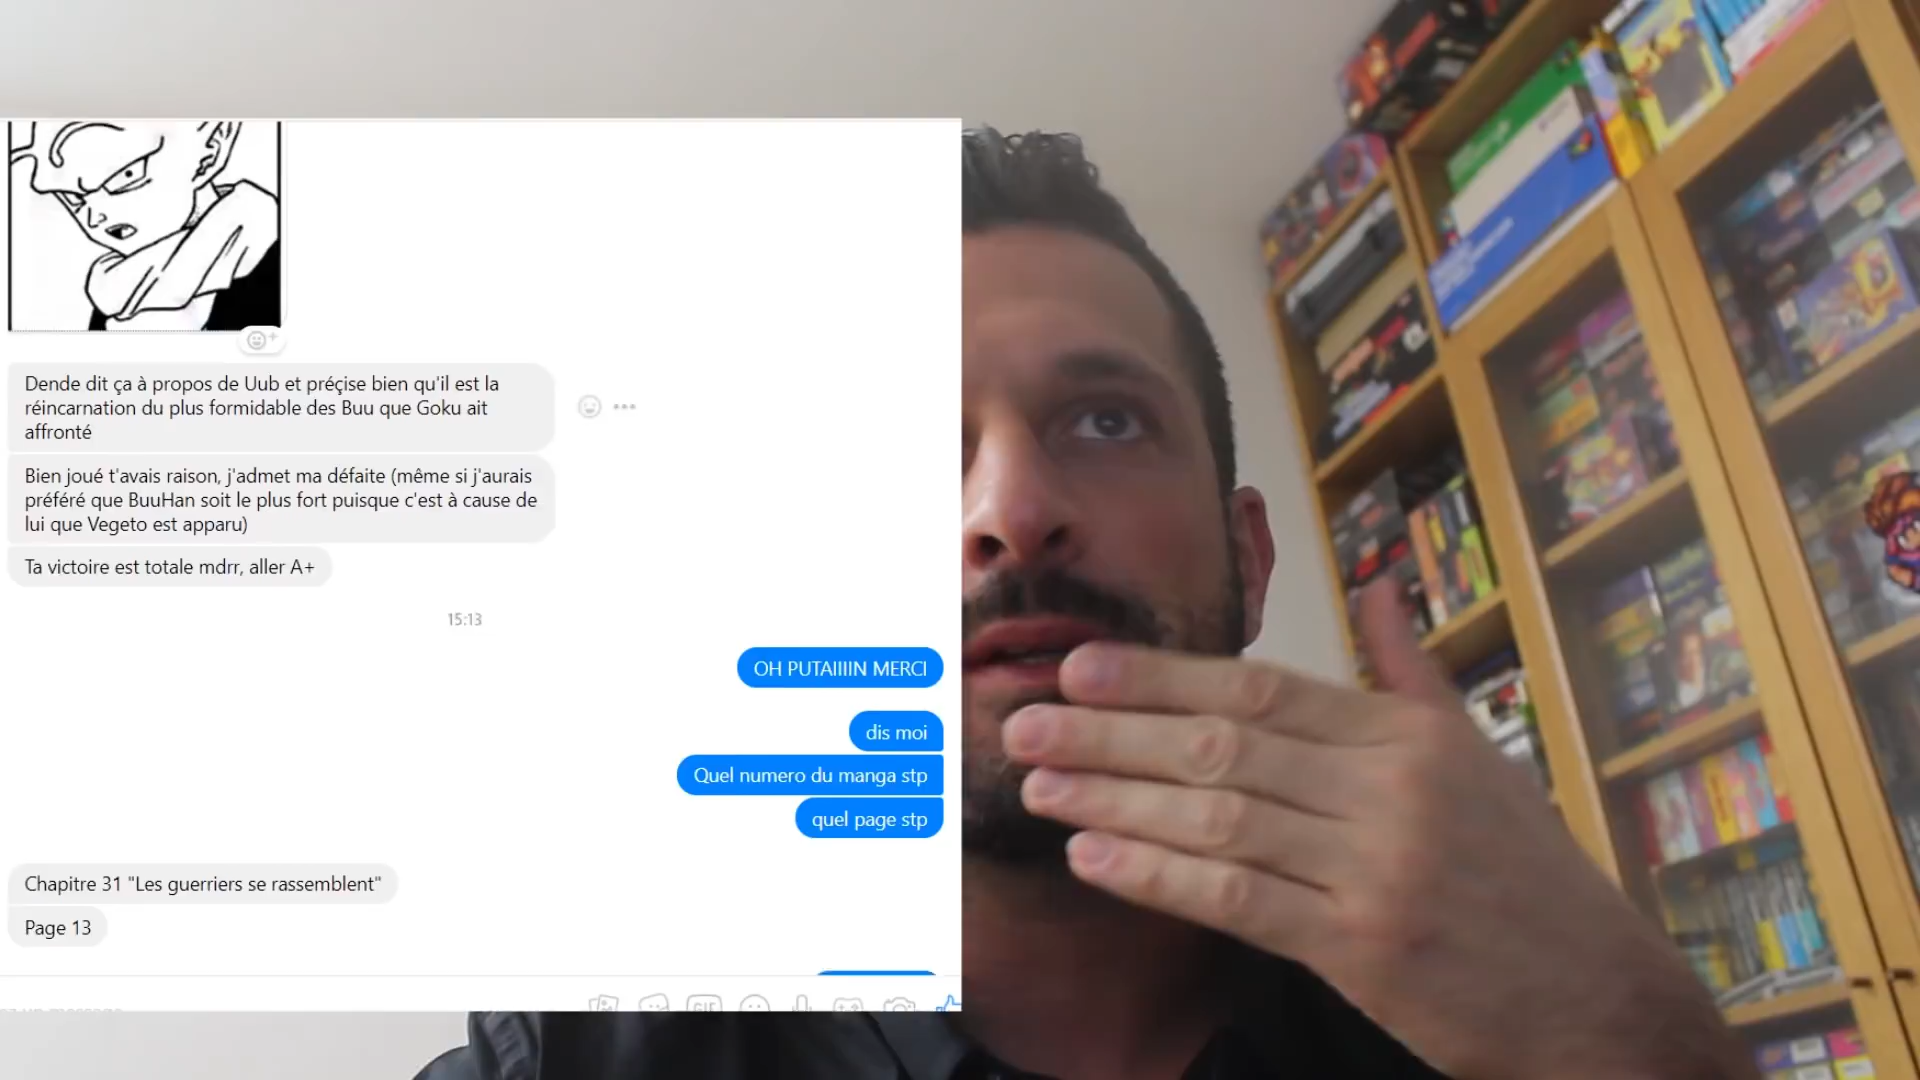 Dende dit ça à propos de Uub et préçise bien qu'il est la
réincarnation du plus formidable des Buu que Goku ait
affronté
Bien joué t'avais raison, j'admet ma défaite (même si j'aurais
préféré que BuuHan soit le plus fort puisque c'est à cause de
lui que Vegeto est apparu)
Ta victoire est totale mdrr, aller A+
15:13
OH PUTAIIIIN MERCI
dis moi
Quel numero du manga stp
quel page stp
Chapitre 31 "Les guerriers se rassemblent"
Page 13
GIF